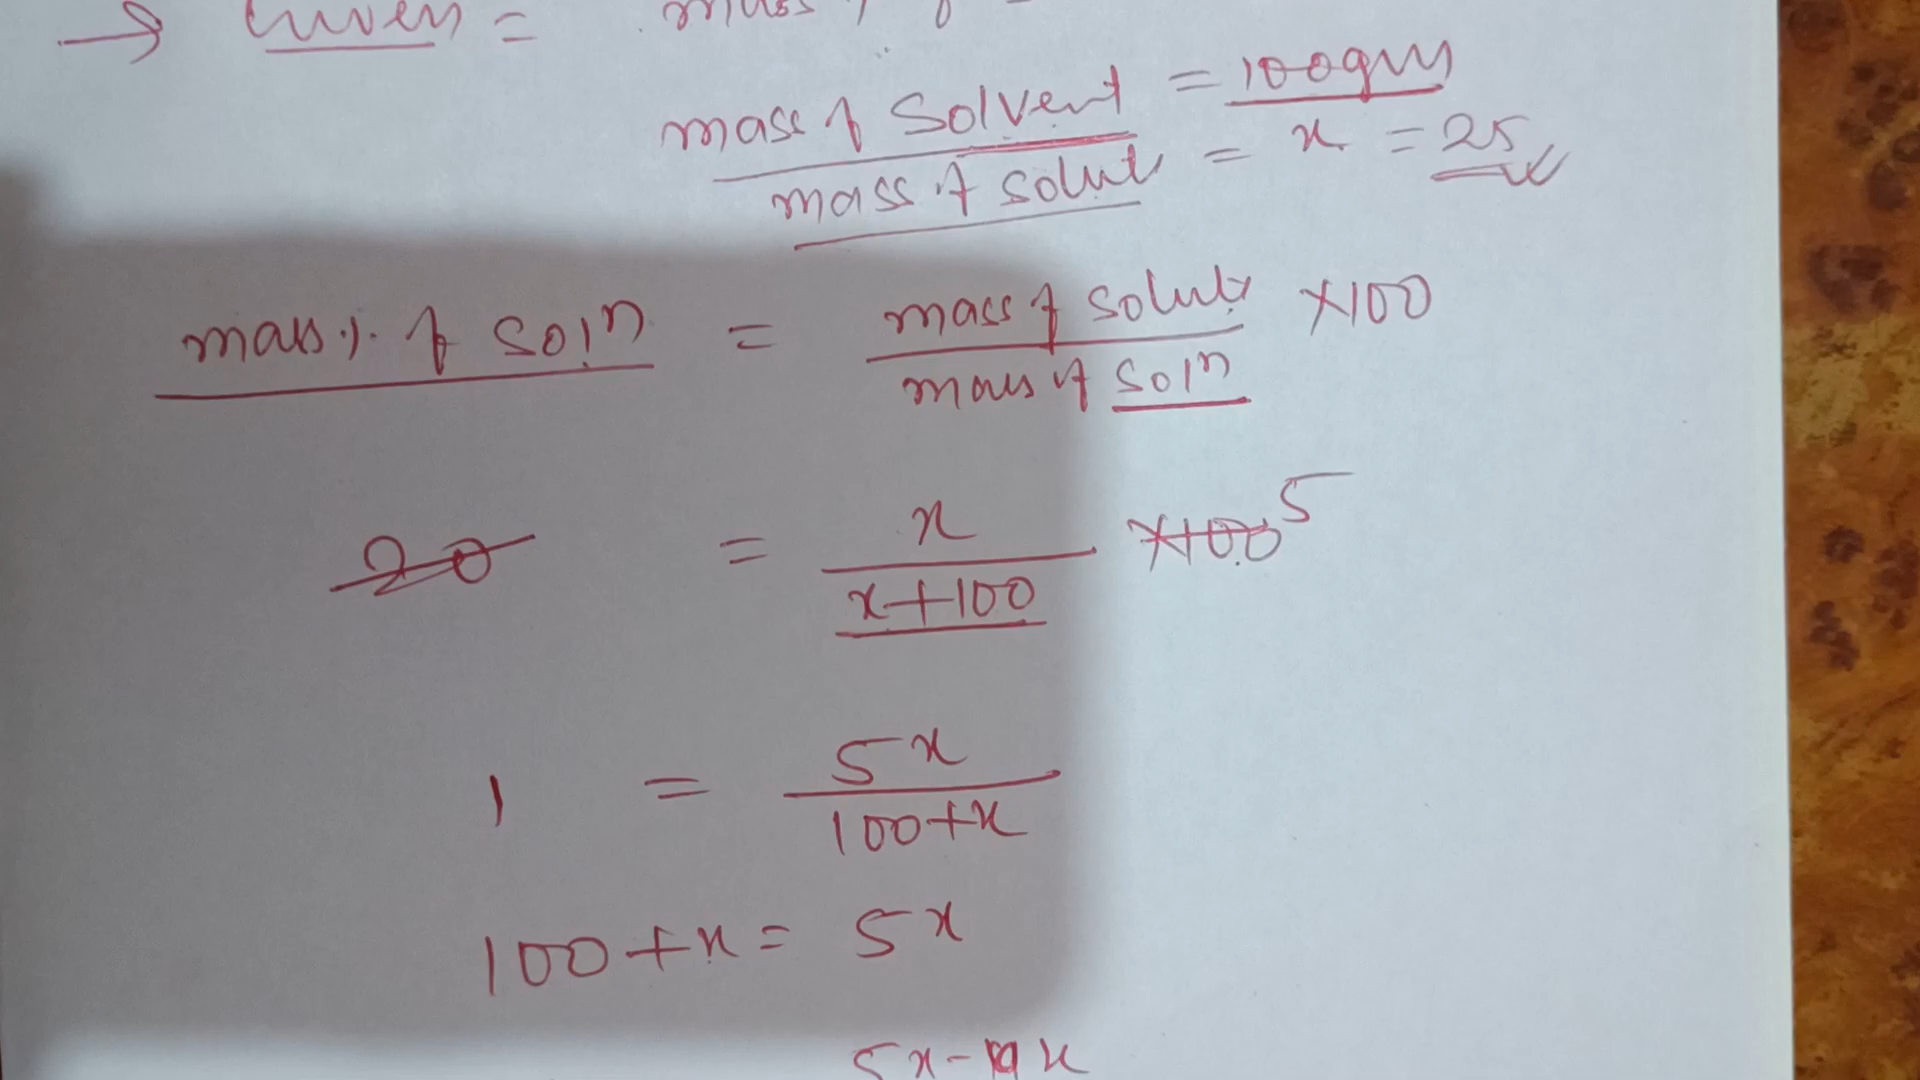 → Given =
mass of Solvent = 100gm
mass of solute = x = 25
mass % of solⁿ = mass of solute / mass of solⁿ ×100
20 = x / x+100 ×100 5
1 = 5x / 100+x
100+x = 5x